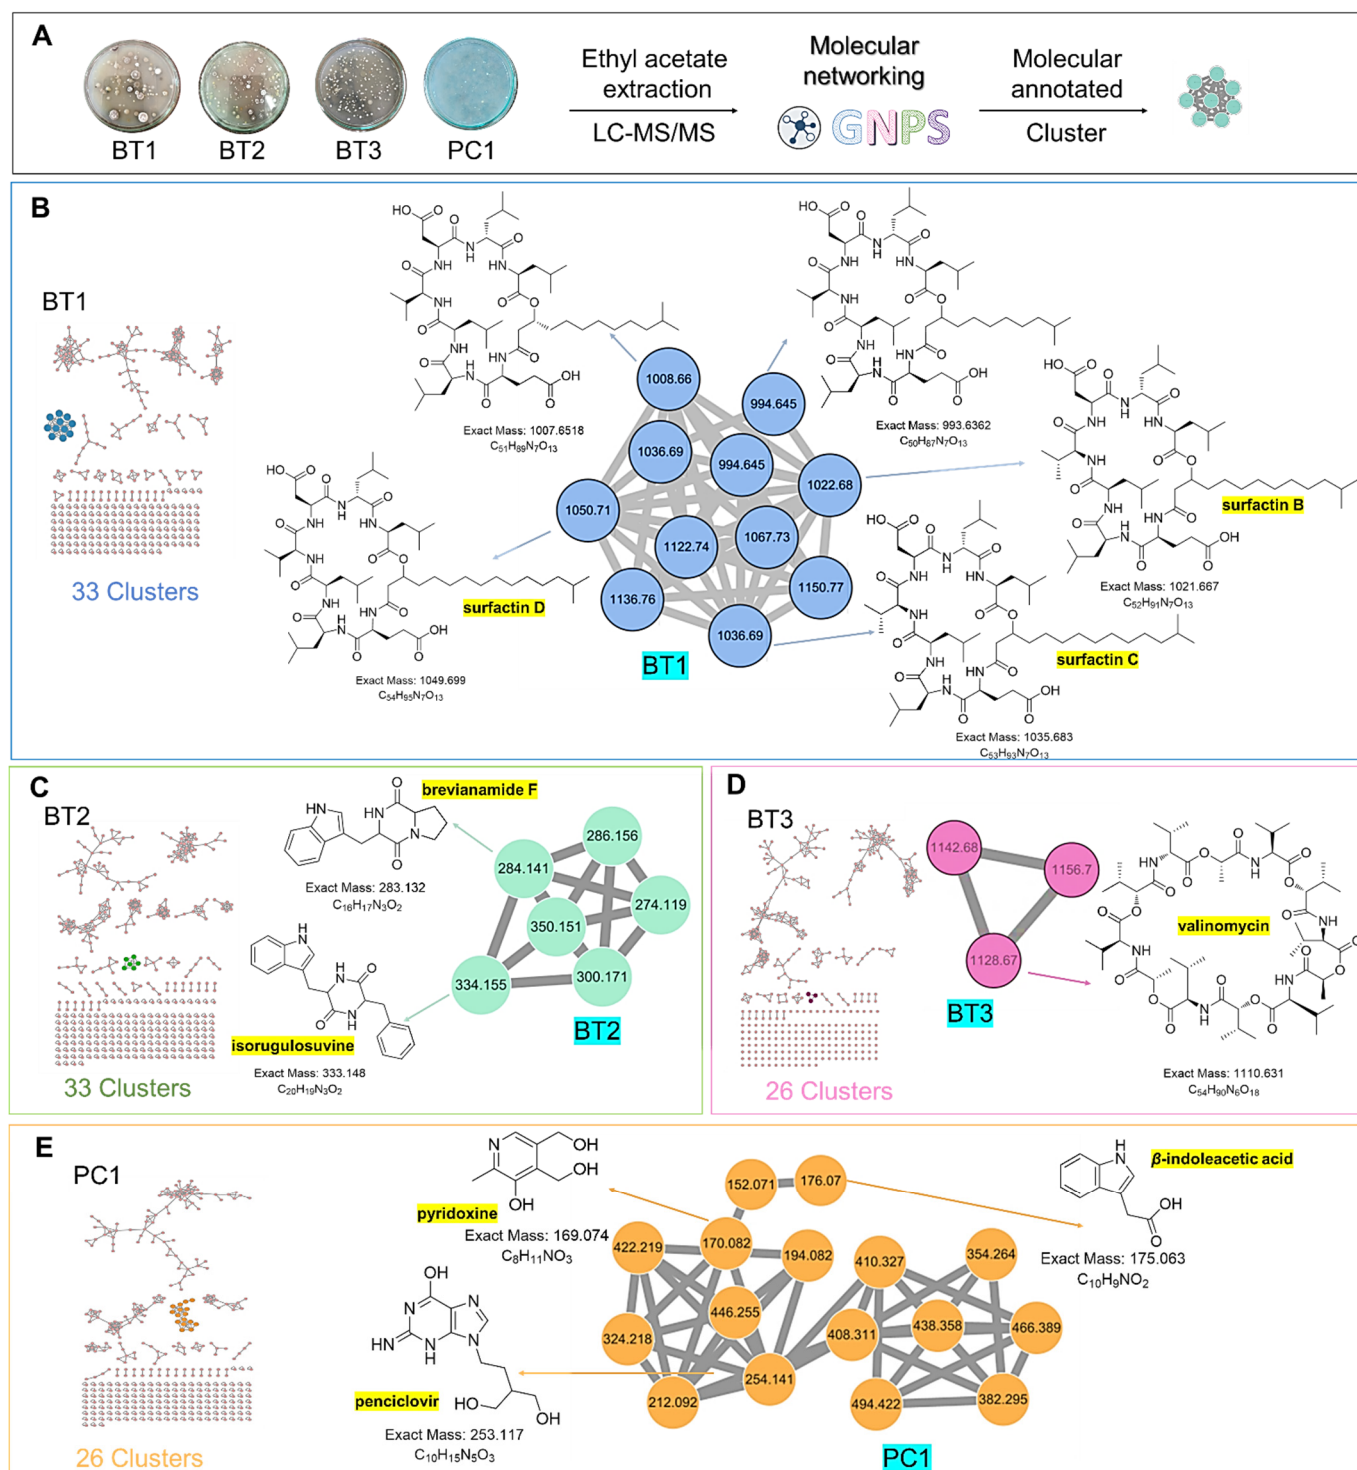 A
BT1
BT2
BT3
PC1
Ethyl acetate
extraction
LC-MS/MS
Molecular
networking
GNPS
Molecular
annotated
Cluster
B
BT1
33 Clusters
Exact Mass: 1007.6518
C51H89N7O13
Exact Mass: 993.6362
C50H87N7O13
surfactin B
Exact Mass: 1021.667
C52H91N7O13
surfactin D
Exact Mass: 1049.699
C54H95N7O13
surfactin C
Exact Mass: 1035.683
C53H93N7O13
1008.66
994.645
1036.69
994.645
1022.68
1050.71
1122.74
1067.73
1136.76
1150.77
1036.69
BT1
C
BT2
33 Clusters
brevianamide F
Exact Mass: 283.132
C16H17N3O2
isorugulosuvine
Exact Mass: 333.148
C20H19N3O2
286.156
284.141
274.119
350.151
334.155
300.171
BT2
D
BT3
26 Clusters
1142.68
1156.7
1128.67
BT3
valinomycin
Exact Mass: 1110.631
C54H90N6O18
E
PC1
26 Clusters
pyridoxine
Exact Mass: 169.074
C8H11NO3
penciclovir
Exact Mass: 253.117
C10H15N5O3
β-indoleacetic acid
Exact Mass: 175.063
C10H9NO2
152.071
176.07
422.219
170.082
194.082
410.327
354.264
446.255
324.218
408.311
438.358
466.389
212.092
254.141
494.422
382.295
PC1